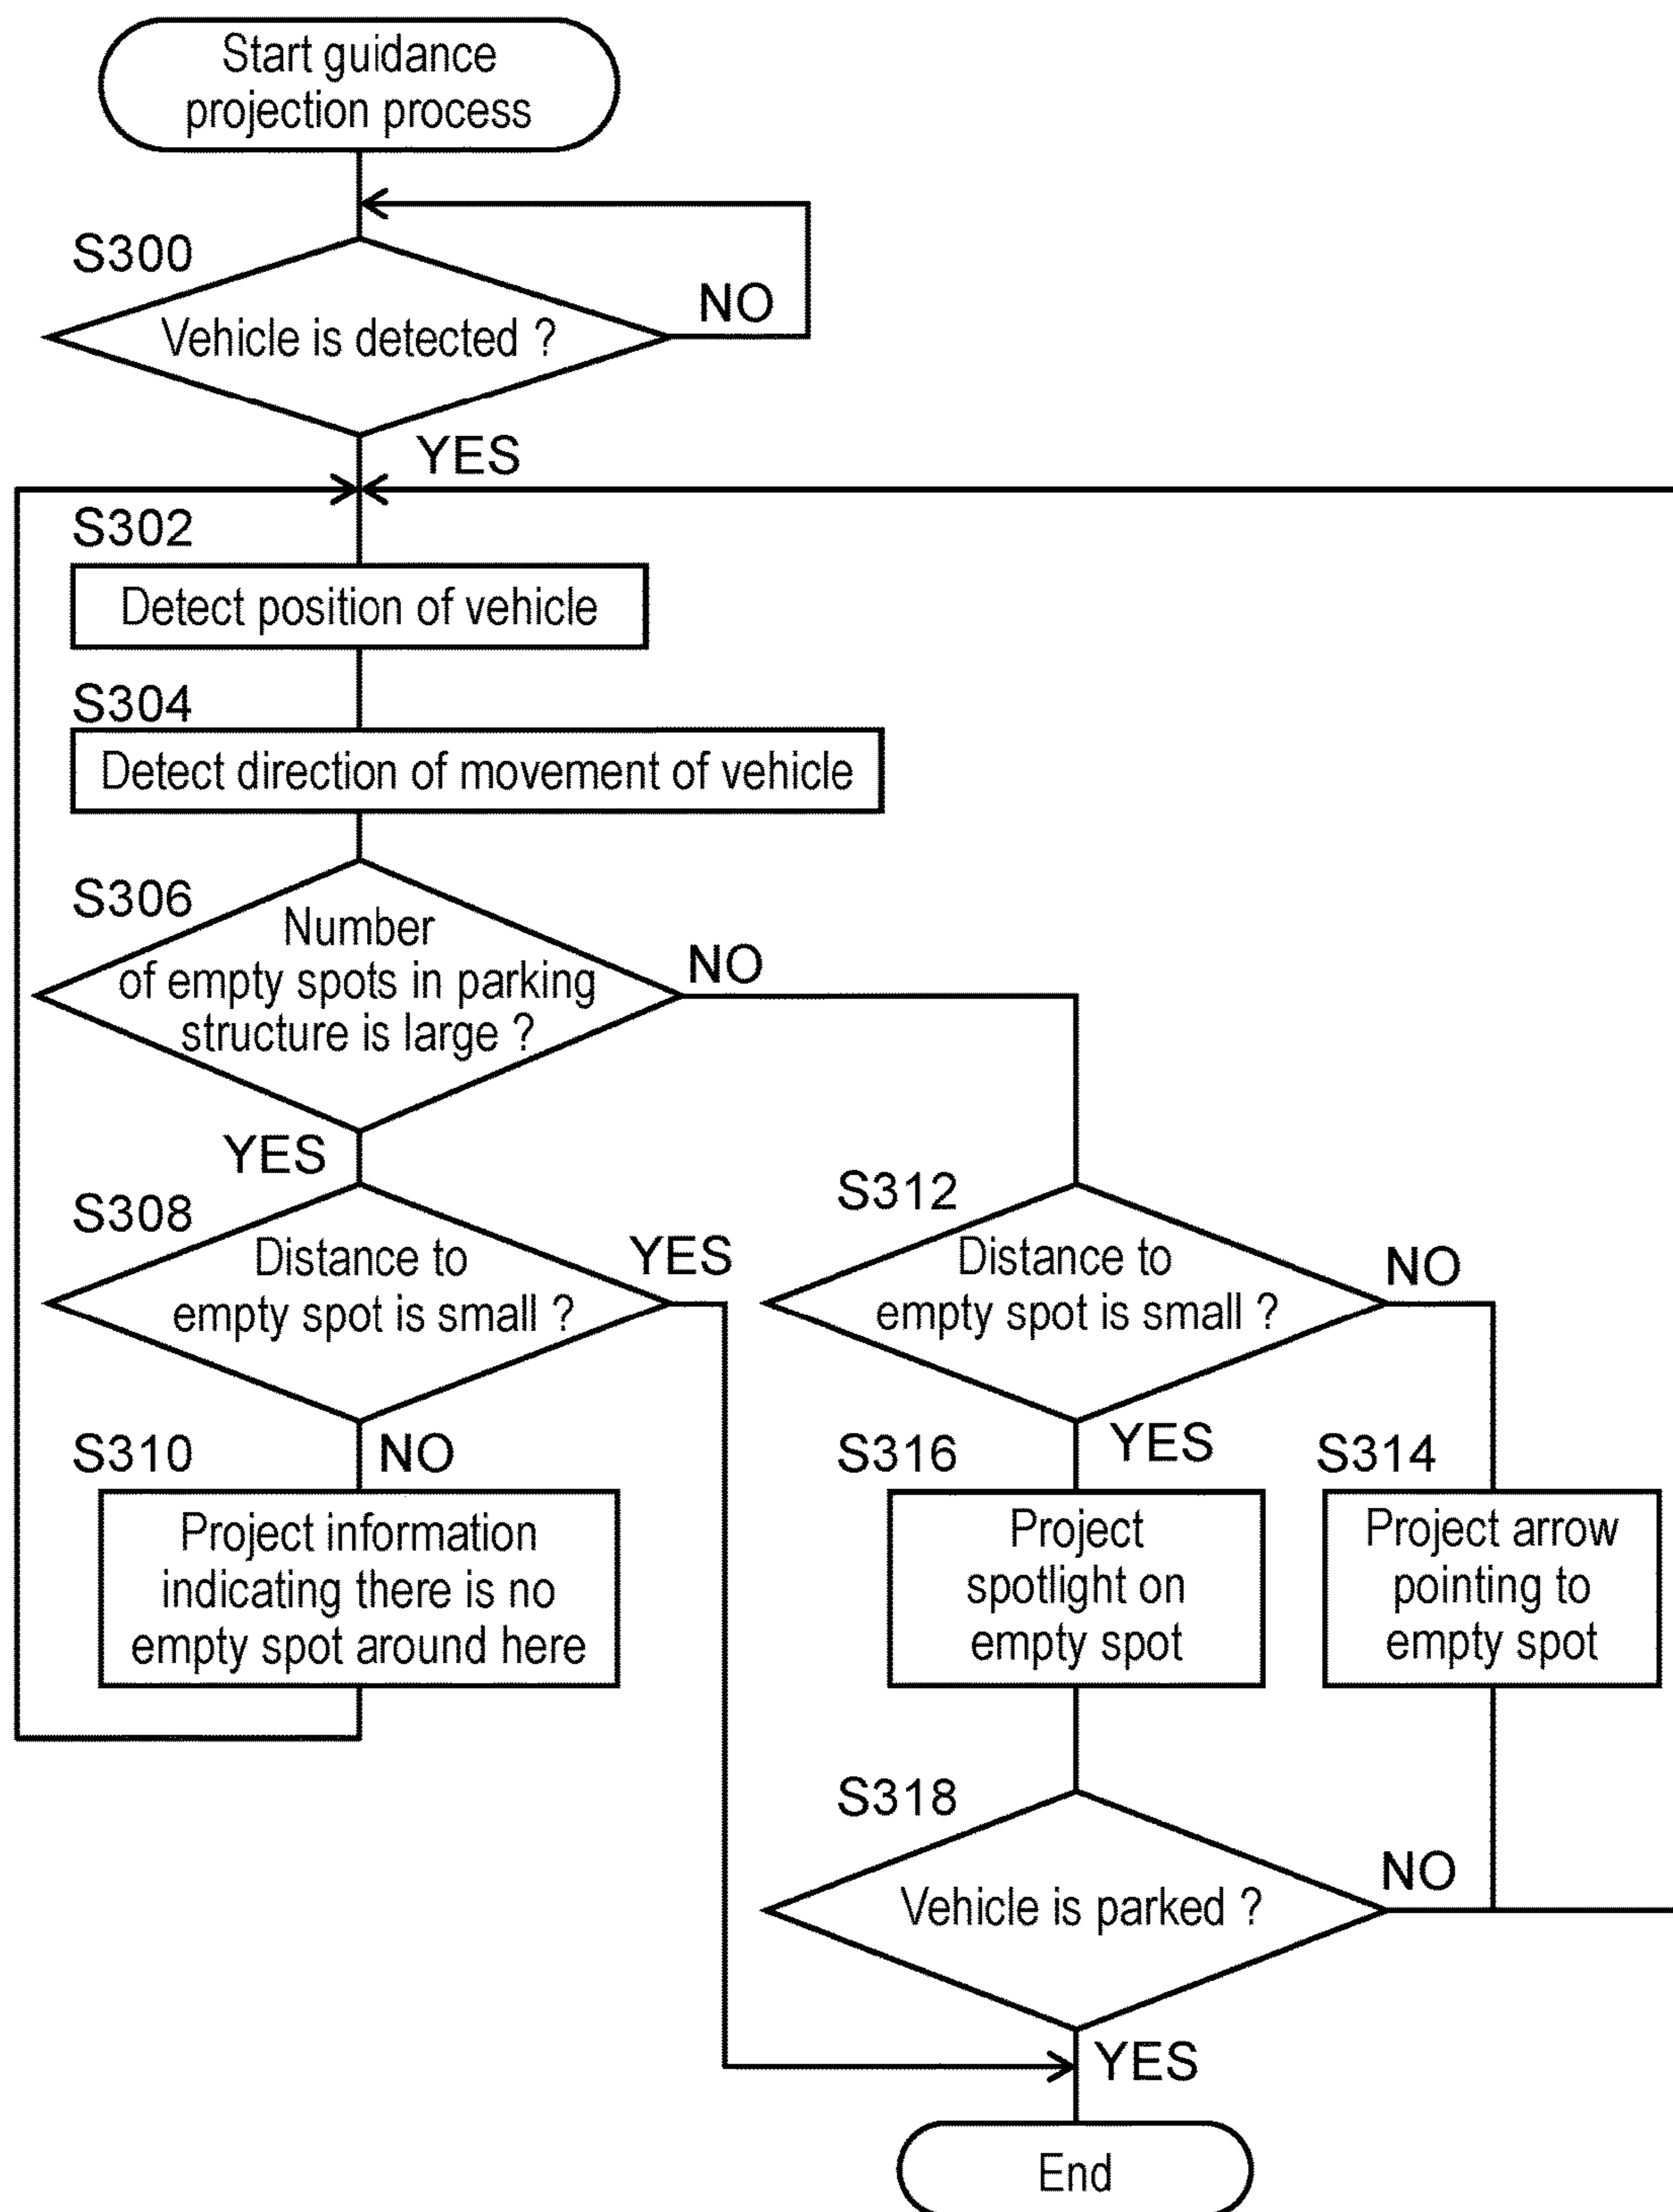 Start guidance
projection process
S300
Vehicle is detected ?
NO
YES
S302
Detect position of vehicle
S304
Detect direction of movement of vehicle
S306
Number
of empty spots in parking
structure is large ?
NO
YES
S308
Distance to
empty spot is small ?
YES
S312
Distance to
empty spot is small ?
NO
S310
NO
Project information
indicating there is no
empty spot around here
S316
YES
Project
spotlight on
empty spot
S314
Project arrow
pointing to
empty spot
S318
Vehicle is parked ?
NO
YES
End